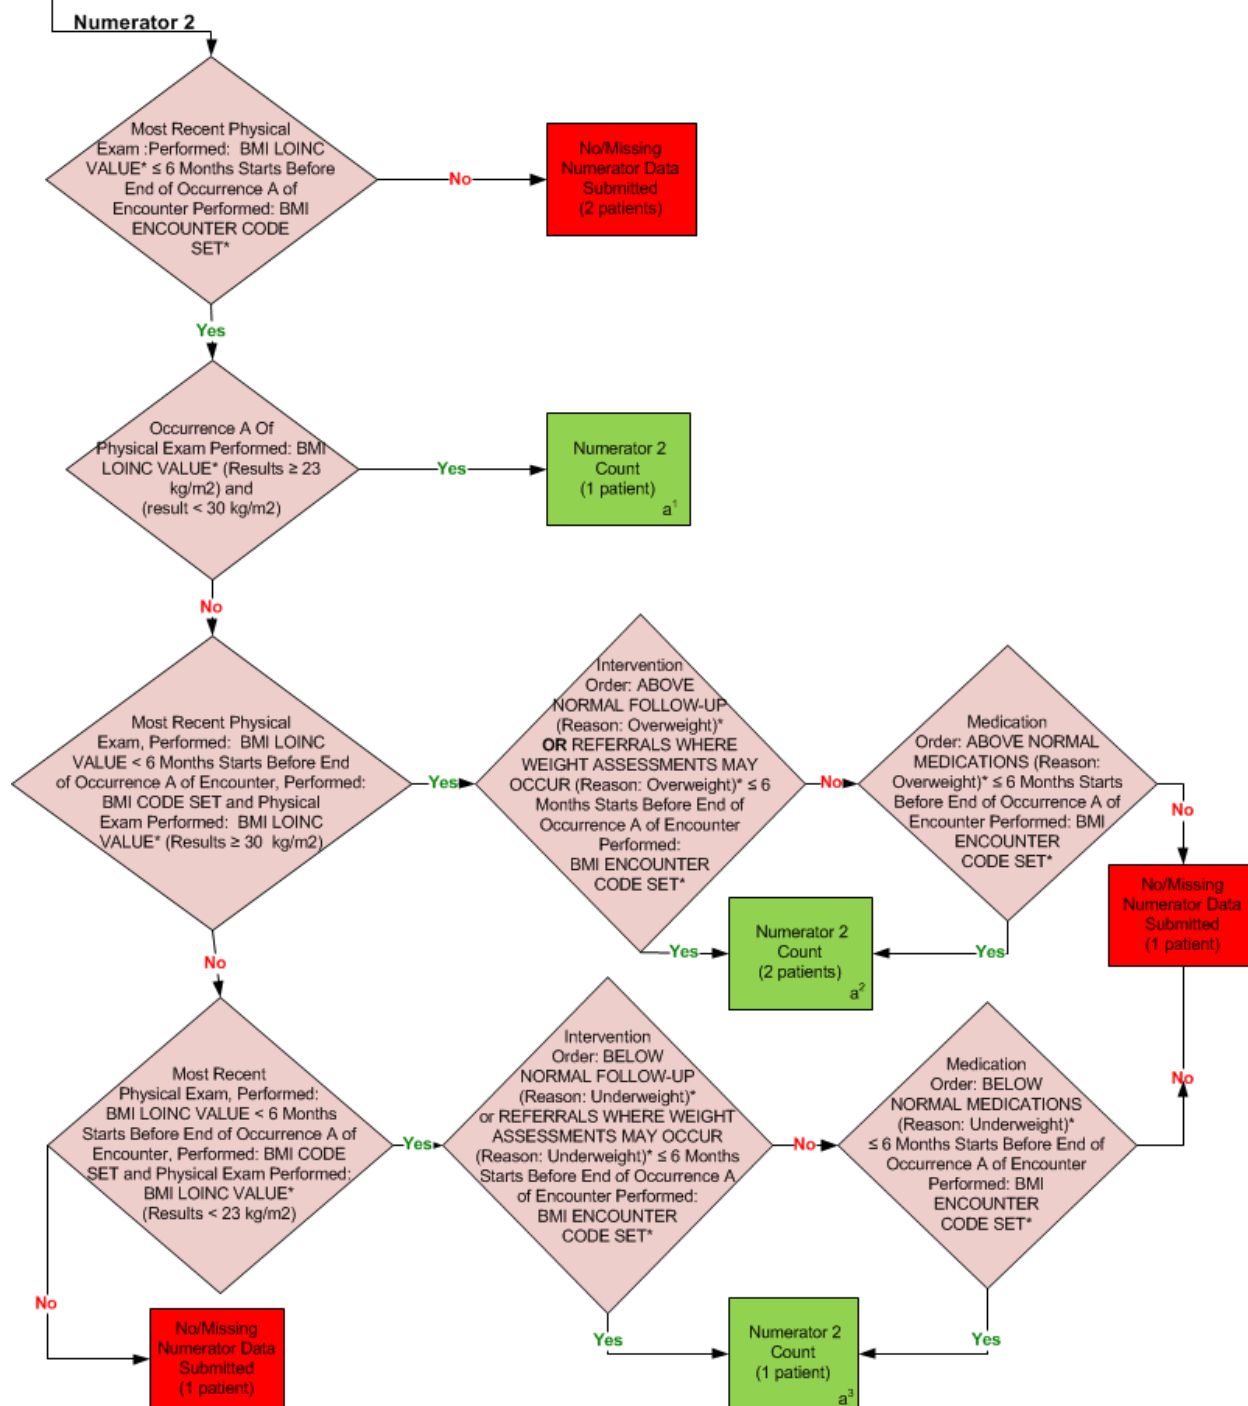 Numerator 2
Most Recent Physical
Exam :Performed: BMI LOINC
VALUE* ≤ 6 Months Starts Before
End of Occurrence A of
Encounter Performed: BMI
ENCOUNTER CODE
SET*
No
No/Missing
Numerator Data
Submitted
(2 patients)
Yes
Occurrence A Of
Physical Exam Performed: BMI
LOINC VALUE* (Results ≥ 23
kg/m2) and
(result < 30 kg/m2)
Yes
Numerator 2
Count
(1 patient)
a¹
No
Most Recent Physical
Exam, Performed: BMI LOINC
VALUE < 6 Months Starts Before End
of Occurrence A of Encounter, Performed:
BMI CODE SET and Physical
Exam Performed: BMI LOINC
VALUE* (Results ≥ 30 kg/m2)
Yes
Intervention
Order: ABOVE
NORMAL FOLLOW-UP
(Reason: Overweight)*
OR REFERRALS WHERE
WEIGHT ASSESSMENTS MAY
OCCUR (Reason: Overweight)* ≤ 6
Months Starts Before End of
Occurrence A of Encounter
Performed:
BMI ENCOUNTER
CODE SET*
No
Medication
Order: ABOVE NORMAL
MEDICATIONS (Reason:
Overweight)* ≤ 6 Months Starts
Before End of Occurrence A of
Encounter Performed: BMI
ENCOUNTER
CODE SET*
No
No/Missing
Numerator Data
Submitted
(1 patient)
Yes
Numerator 2
Count
(2 patients)
a²
Yes
No
Most Recent
Physical Exam, Performed:
BMI LOINC VALUE < 6 Months
Starts Before End of Occurrence A of
Encounter, Performed: BMI CODE
SET and Physical Exam Performed:
BMI LOINC VALUE*
(Results < 23 kg/m2)
Yes
Intervention
Order: BELOW
NORMAL FOLLOW-UP
(Reason: Underweight)*
or REFERRALS WHERE WEIGHT
ASSESSMENTS MAY OCCUR
(Reason: Underweight)* ≤ 6 Months
Starts Before End of Occurrence A
of Encounter Performed:
BMI ENCOUNTER
CODE SET*
No
Medication
Order: BELOW
NORMAL MEDICATIONS
(Reason: Underweight)*
≤ 6 Months Starts Before End of
Occurrence A of Encounter
Performed: BMI
ENCOUNTER
CODE SET*
No
No
No/Missing
Numerator Data
Submitted
(1 patient)
Yes
Numerator 2
Count
(1 patient)
a³
Yes